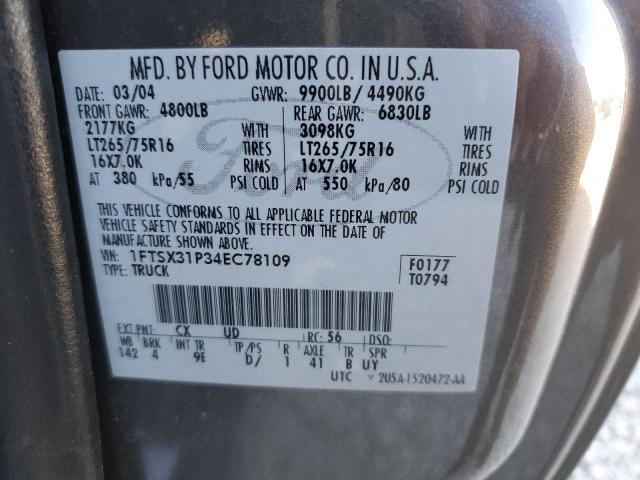 MFD. BY FORD MOTOR CO. IN U.S.A.
DATE: 03/04 GVWR: 9900LB/ 4490KG
FRONT GAWR: 4800LB REAR GAWR: 6830LB
2177KG WITH 3098KG WITH
LT265/75R16 TIRES LT265/75R16 TIRES
16X7.0K RIMS 16X7.0K RIMS
AT 380 kPa/55 PSI COLD AT 550 kPa/80 PSI COLD
THIS VEHICLE CONFORMS TO ALL APPLICABLE FEDERAL MOTOR
VEHICLE SAFETY STANDARDS IN EFFECT ON THE DATE OF
MANUFACTURE SHOWN ABOVE.
VIN: 1FTSX31P34EC78109 F0177
TYPE: TRUCK T0794
EXT PNT: CX UD RC: 56 DSO:
WB BRK INT TR TP/PS R AXLE TR SPR
142 4 9E D/ 1 41 B UY
UTC 2U5A-1520472-AA
Ford